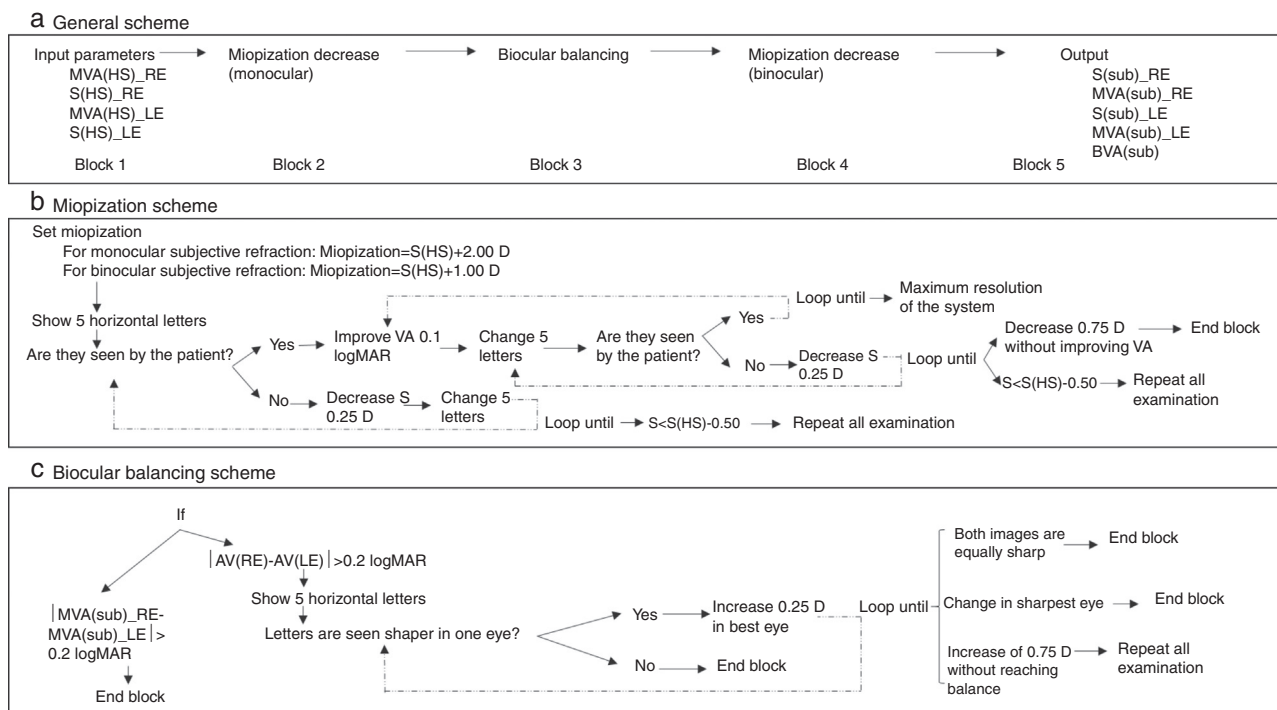 a General scheme
Input parameters
MVA(HS)_RE
S(HS)_RE
MVA(HS)_LE
S(HS)_LE
Block 1
Miopization decrease
(monocular)
Block 2
Biocular balancing
Block 3
Miopization decrease
(binocular)
Block 4
Output
S(sub)_RE
MVA(sub)_RE
S(sub)_LE
MVA(sub)_LE
BVA(sub)
Block 5
b Miopization scheme
Set miopization
For monocular subjective refraction: Miopization=S(HS)+2.00 D
For binocular subjective refraction: Miopization=S(HS)+1.00 D
Show 5 horizontal letters
Are they seen by the patient?
Yes
Improve VA 0.1
logMAR
Change 5
letters
Are they seen
by the patient?
Yes
Loop until
Maximum resolution
of the system
No
Decrease S
0.25 D
Loop until
Decrease 0.75 D
without improving VA
End block
S<S(HS)-0.50
Repeat all
examination
No
Decrease S
0.25 D
Change 5
letters
Loop until
S<S(HS)-0.50
Repeat all examination
c Biocular balancing scheme
If
|MVA(sub)_RE-
MVA(sub)_LE|>
0.2 logMAR
End block
|AV(RE)-AV(LE)|>0.2 logMAR
Show 5 horizontal letters
Letters are seen shaper in one eye?
Yes
Increase 0.25 D
in best eye
No
End block
Loop until
Both images are
equally sharp
End block
Change in sharpest eye
End block
Increase of 0.75 D
without reaching
balance
Repeat all
examination